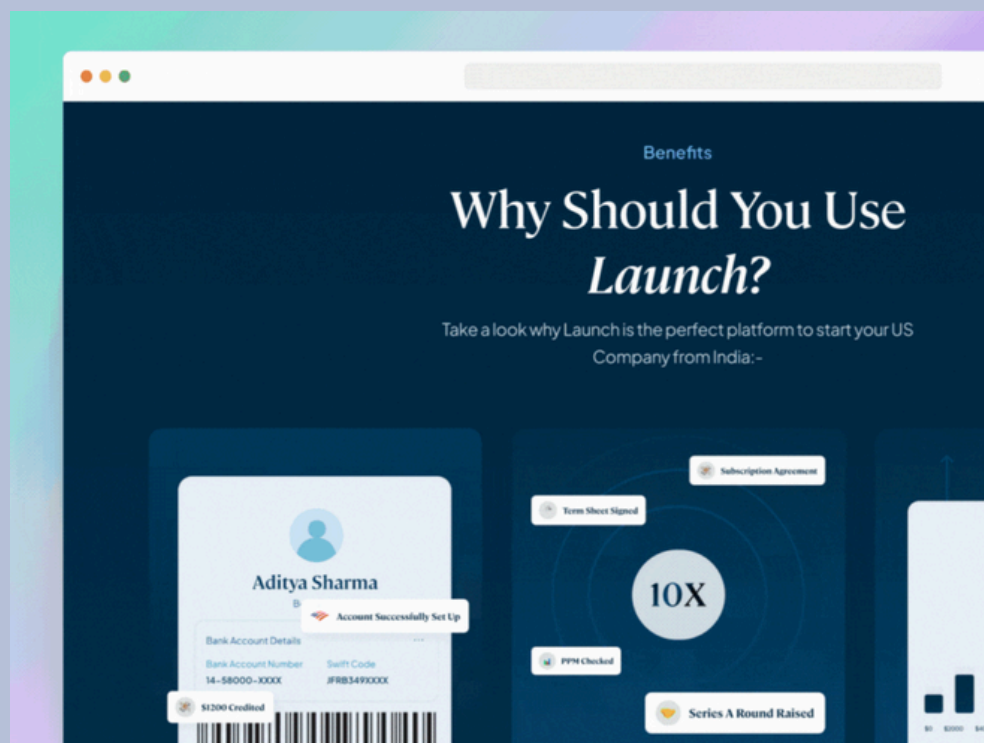 Benefits
Why Should You Use
Launch?
Take a look why Launch is the perfect platform to start your US
Company from India:-
Aditya Sharma
Account Successfully Set Up
Bank Account Details
Bank Account Number
Swift Code
14-58000-XXXX
JFRB349XXXX
$1200 Credited
Subscription Agreement
Term Sheet Signed
10X
PPM Checked
Series A Round Raised
$0
$2000